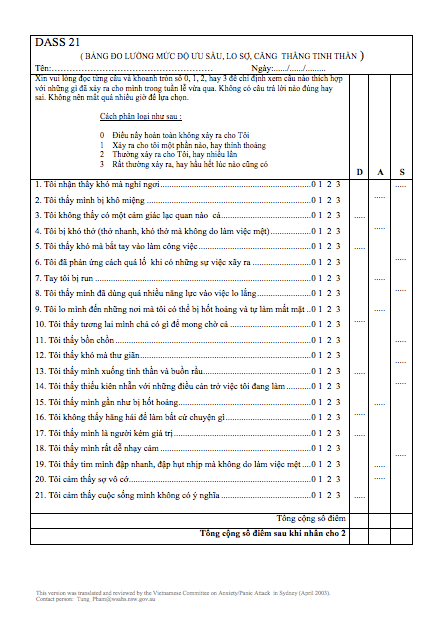 DASS 21
( BẢNG ĐO LƯỜNG MỨC ĐỘ ƯU SẦU, LO SỢ, CĂNG THẲNG TINH THẦN )
Tên:............................................... Ngày:....../....../.........
Xin vui lòng đọc từng câu và khoanh tròn số 0, 1, 2, hay 3 để chỉ định xem câu nào thích hợp
với những gì đã xảy ra cho mình trong tuần lễ vừa qua. Không có câu trả lời nào đúng hay
sai. Không nên mất quá nhiều giờ để lựa chọn.
Cách phân loại như sau :
0 Điều nầy hoàn toàn không xảy ra cho Tôi
1 Xảy ra cho tôi một phần nào, hay thỉnh thoảng
2 Thường xảy ra cho Tôi, hay nhiều lần
3 Rất thường xảy ra, hay hầu hết lúc nào cũng có
D A S
1. Tôi nhận thấy khó mà nghỉ ngơi...................................0 1 2 3 .....
2. Tôi thấy mình bị khô miệng ...................................0 1 2 3 .....
3. Tôi không thấy có một cảm giác lạc quan nào cả...................................0 1 2 3 .....
4. Tôi bị khó thở (thở nhanh, khó thở mà không do làm việc mệt)..........0 1 2 3 .....
5. Tôi thấy khó mà bắt tay vào làm công việc...................................0 1 2 3 .....
6. Tôi đã phản ứng cách quá lố khi có những sự việc xãy ra ...................................0 1 2 3 .....
7. Tay tôi bị run ...................................0 1 2 3 .....
8. Tôi thấy mình đã dùng quá nhiều năng lực vào việc lo lắng...................................0 1 2 3 .....
9. Tôi lo mình đến những nơi mà tôi có thể bị hốt hoảng và tự làm mất mặt ..0 1 2 3 .....
10. Tôi thấy tương lai mình chả có gì để mong chờ cả ...................................0 1 2 3 .....
11. Tôi thấy bồn chồn ...................................0 1 2 3 .....
12. Tôi thấy khó mà thư giãn...................................0 1 2 3 .....
13. Tôi thấy mình xuống tinh thần và buồn rầu...................................0 1 2 3 .....
14. Tôi thấy thiếu kiên nhẫn với những điều cản trở việc tôi đang làm..........0 1 2 3 .....
15. Tôi thấy mình gần như bị hốt hoảng...................................0 1 2 3 .....
16. Tôi không thấy hăng hái để làm bất cứ chuyện gì...................................0 1 2 3 .....
17. Tôi thấy mình là người kém giá trị...................................0 1 2 3 .....
18. Tôi thấy mình rất dễ nhạy cảm ...................................0 1 2 3 .....
19. Tôi thấy tim mình đập nhanh, đập hụt nhịp mà không do làm việc mệt....0 1 2 3 .....
20. Tôi cảm thấy sợ vô cớ...................................0 1 2 3 .....
21. Tôi cảm thấy cuộc sống mình không có ý nghĩa ...................................0 1 2 3 .....
Tổng cộng số điểm
Tổng cộng số điểm sau khi nhân cho 2
This version was translated and reviewed by the Vietnamese Committee on Anxiety/Panic Attack in Sydney (April 2003).
Contact person: Tung_Pham@wsahs.nsw.gov.au